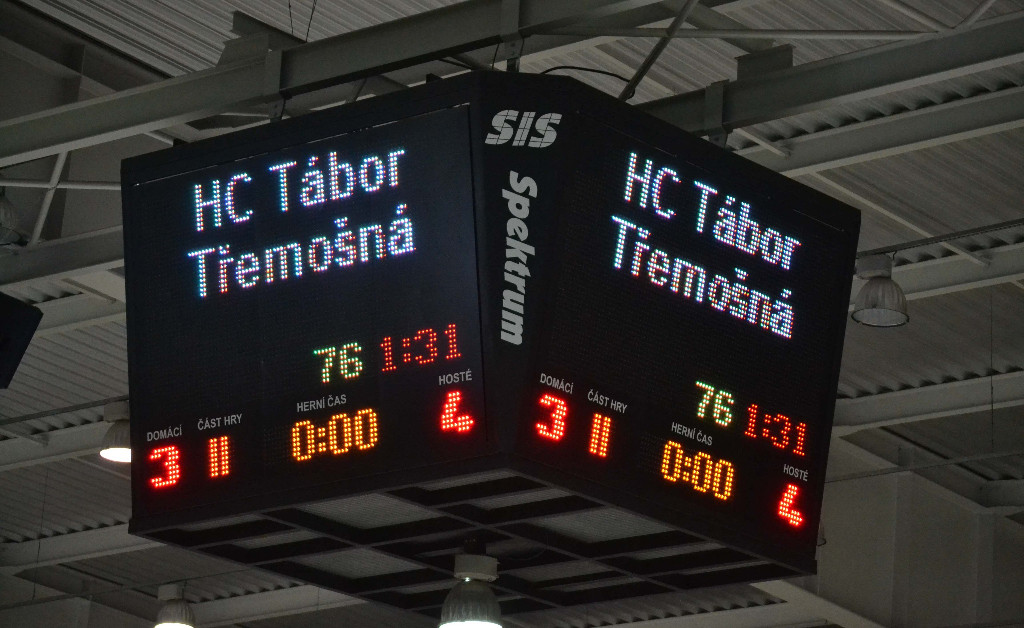 HC Tábor
Třemošná
76 1:31
DOMÁCÍ ČÁST HRY HERNÍ ČAS HOSTÉ
3 II 0:00 4
SIS
Spektrum
HC Tábor
Třemošná
76 1:31
DOMÁCÍ ČÁST HRY HERNÍ ČAS HOSTÉ
3 II 0:00 4